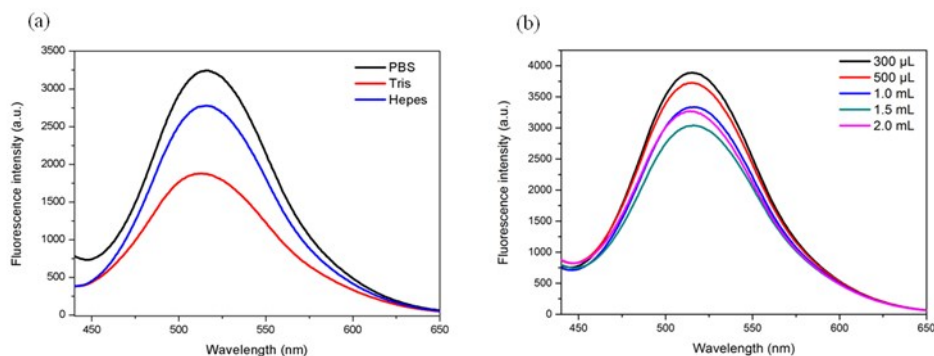 (a)
Fluorescence intensity (a.u.)
3500
3000
2500
2000
1500
1000
500
0
PBS
Tris
Hepes
450 500 550 600 650
Wavelength (nm)
(b)
Fluorescence intensity (a.u.)
4000
3500
3000
2500
2000
1500
1000
500
0
300 µL
500 µL
1.0 mL
1.5 mL
2.0 mL
450 500 550 600 650
Wavelength (nm)